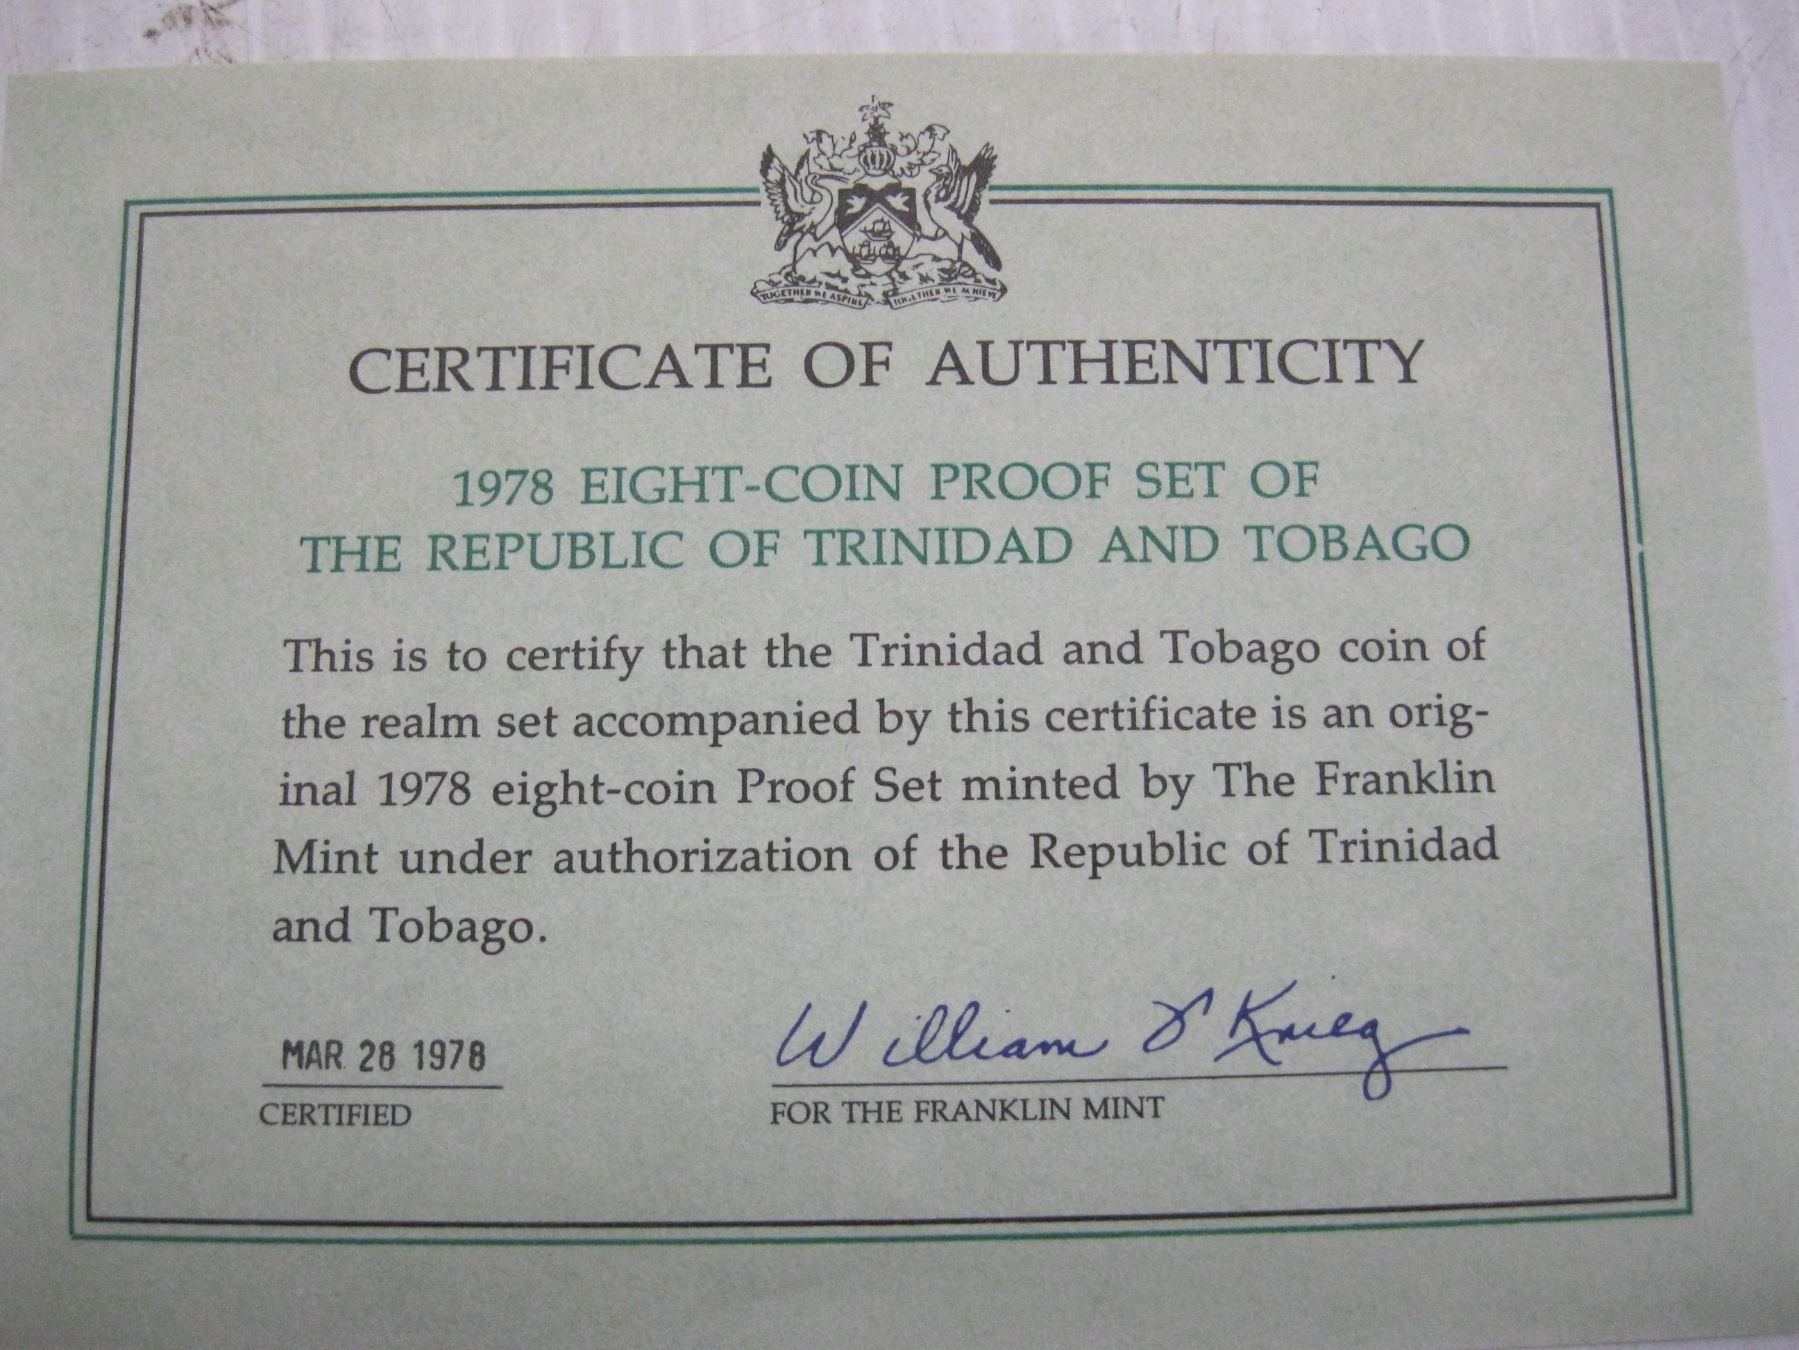 TOGETHER WE ASPIRE TOGETHER WE ACHIEVE
CERTIFICATE OF AUTHENTICITY
1978 EIGHT-COIN PROOF SET OF
THE REPUBLIC OF TRINIDAD AND TOBAGO
This is to certify that the Trinidad and Tobago coin of
the realm set accompanied by this certificate is an orig-
inal 1978 eight-coin Proof Set minted by The Franklin
Mint under authorization of the Republic of Trinidad
and Tobago.
MAR 28 1978
William Krieg
CERTIFIED
FOR THE FRANKLIN MINT